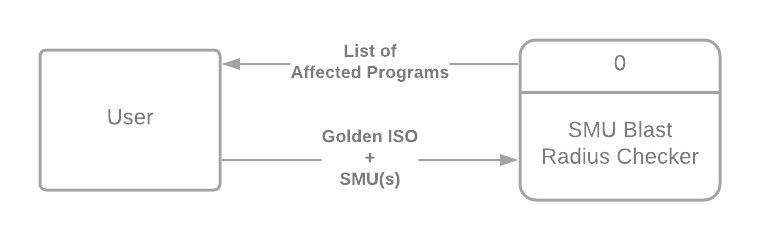 List of
Affected Programs
0
User
SMU Blast
Radius Checker
Golden ISO
+
SMU(s)